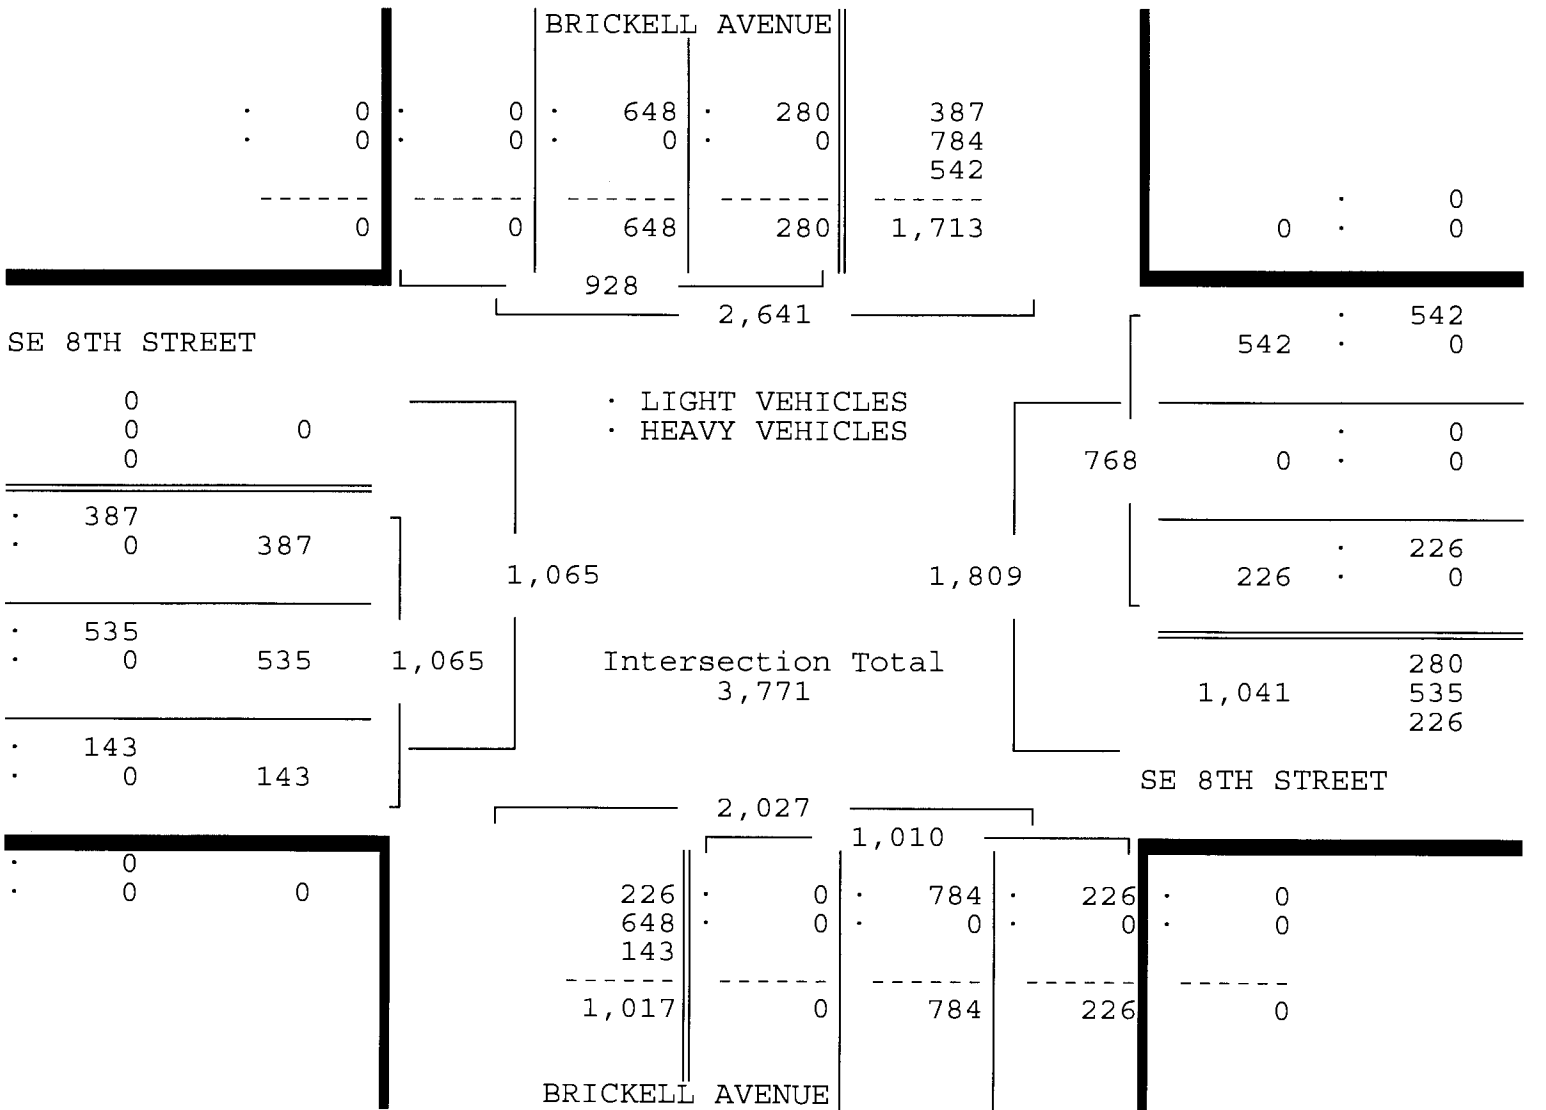 BRICKELL AVENUE
· 0 · 0 · 648 · 280 387
· 0 · 0 · 0 · 0 784
542
------ ------ ------ ------ ------
· 0
0 0 648 280 1,713 0 · 0
928
2,641 · 542
SE 8TH STREET 542 · 0
0 · LIGHT VEHICLES
0 0 · HEAVY VEHICLES · 0
0 768 0 · 0
· 387
· 0 387 · 226
1,065 1,809 226 · 0
· 535
· 0 535 1,065 Intersection Total 280
3,771 1,041 535
226
· 143
· 0 143 SE 8TH STREET
2,027
1,010
· 0
· 0 0 226 · 0 · 784 · 226 · 0
648 · 0 · 0 · 0 · 0
143
------ ------ ------ ------ ------
1,017 0 784 226 0
BRICKELL AVENUE